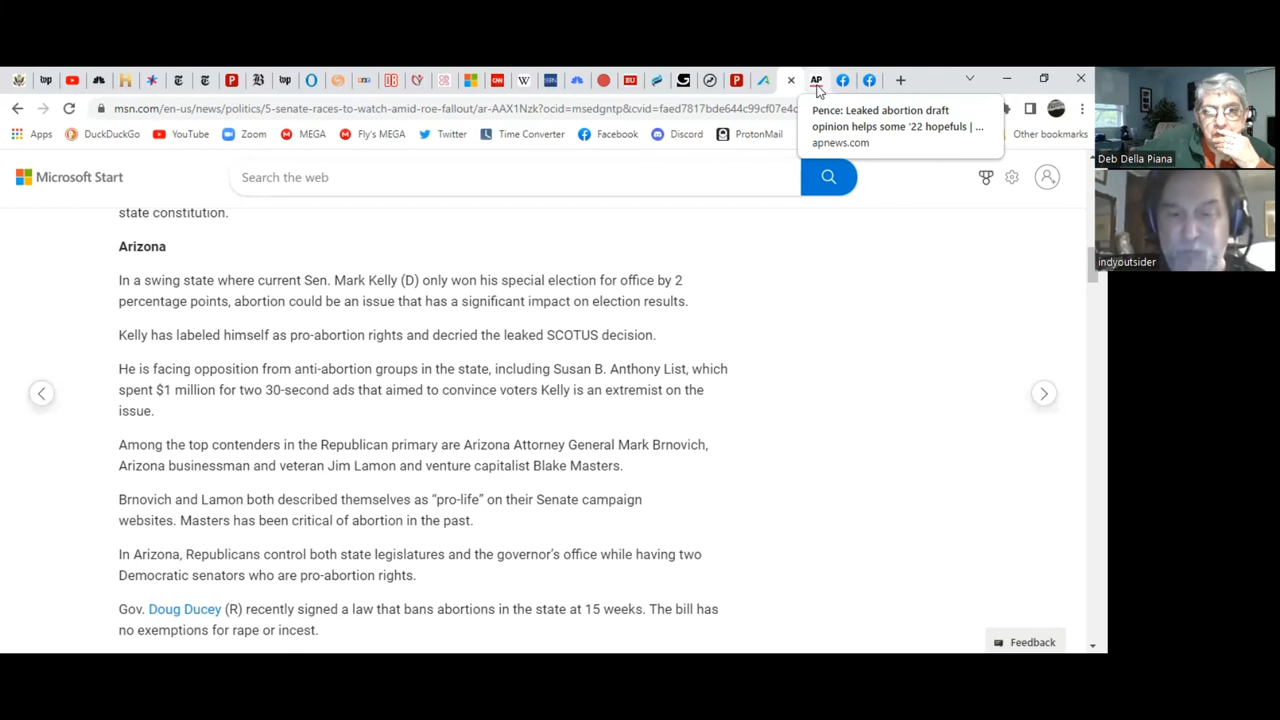 AP
msn.com/en-us/news/politics/5-senate-races-to-watch-amid-roe-fallout/ar-AAX1Nzk?ocid=msedgntp&cvid=faed7817bde644c99cf07e4c
Pence: Leaked abortion draft
opinion helps some '22 hopefuls | ...
apnews.com
Apps DuckDuckGo YouTube Zoom MEGA Fly's MEGA Twitter Time Converter Facebook Discord ProtonMail Other bookmarks
Microsoft Start
Search the web
state constitution.
Arizona
In a swing state where current Sen. Mark Kelly (D) only won his special election for office by 2
percentage points, abortion could be an issue that has a significant impact on election results.
Kelly has labeled himself as pro-abortion rights and decried the leaked SCOTUS decision.
He is facing opposition from anti-abortion groups in the state, including Susan B. Anthony List, which
spent $1 million for two 30-second ads that aimed to convince voters Kelly is an extremist on the
issue.
Among the top contenders in the Republican primary are Arizona Attorney General Mark Brnovich,
Arizona businessman and veteran Jim Lamon and venture capitalist Blake Masters.
Brnovich and Lamon both described themselves as “pro-life” on their Senate campaign
websites. Masters has been critical of abortion in the past.
In Arizona, Republicans control both state legislatures and the governor’s office while having two
Democratic senators who are pro-abortion rights.
Gov. Doug Ducey (R) recently signed a law that bans abortions in the state at 15 weeks. The bill has
no exemptions for rape or incest.
Feedback
Deb Della Piana
indyoutsider